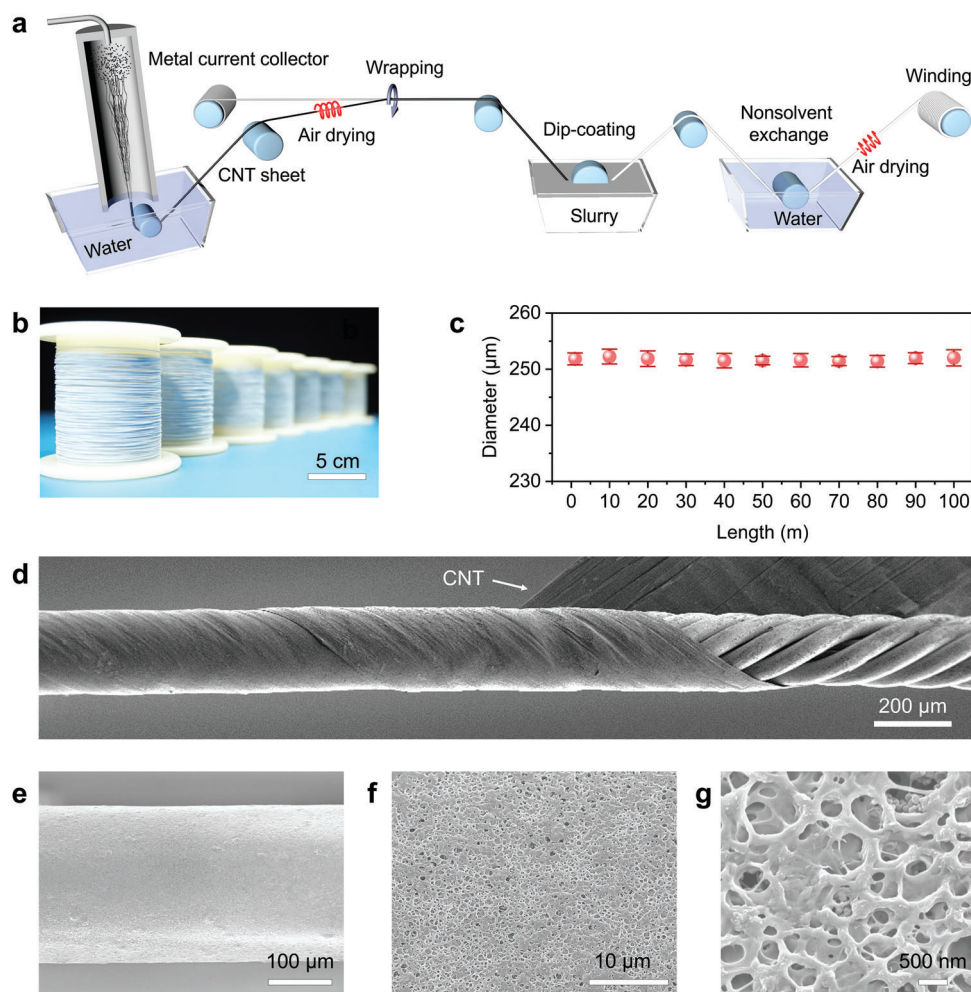 a
Metal current collector
Wrapping
Winding
Air drying
Dip-coating
Nonsolvent
exchange
Air drying
CNT sheet
Slurry
Water
Water
b
b
5 cm
c
260
250
240
230
Diameter (µm)
0 10 20 30 40 50 60 70 80 90 100
Length (m)
d
CNT
200 µm
e
100 µm
f
10 µm
g
500 nm